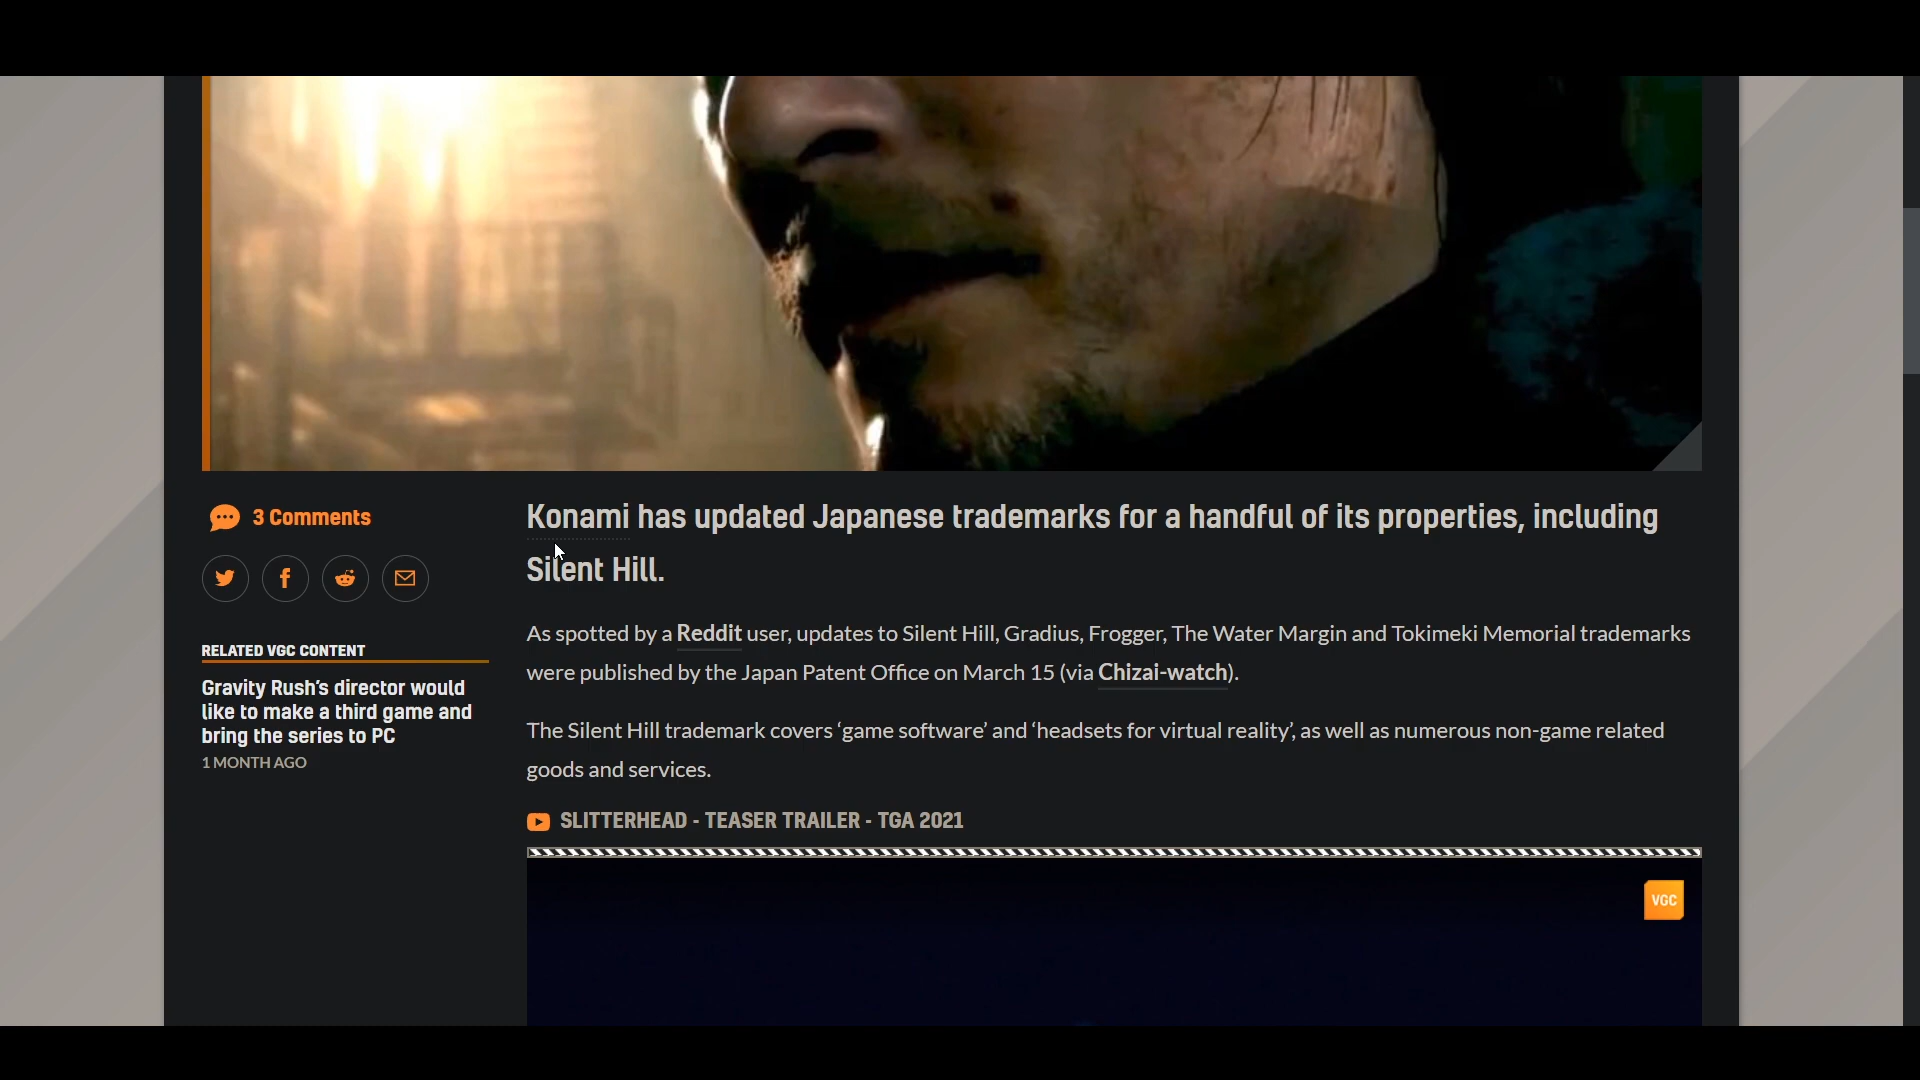 3 Comments
RELATED VGC CONTENT
Gravity Rush’s director would
like to make a third game and
bring the series to PC
1 MONTH AGO
Konami has updated Japanese trademarks for a handful of its properties, including
Silent Hill.
As spotted by a Reddit user, updates to Silent Hill, Gradius, Frogger, The Water Margin and Tokimeki Memorial trademarks
were published by the Japan Patent Office on March 15 (via Chizai-watch).
The Silent Hill trademark covers ‘game software’ and ‘headsets for virtual reality’, as well as numerous non-game related
goods and services.
SLITTERHEAD - TEASER TRAILER - TGA 2021
VGC